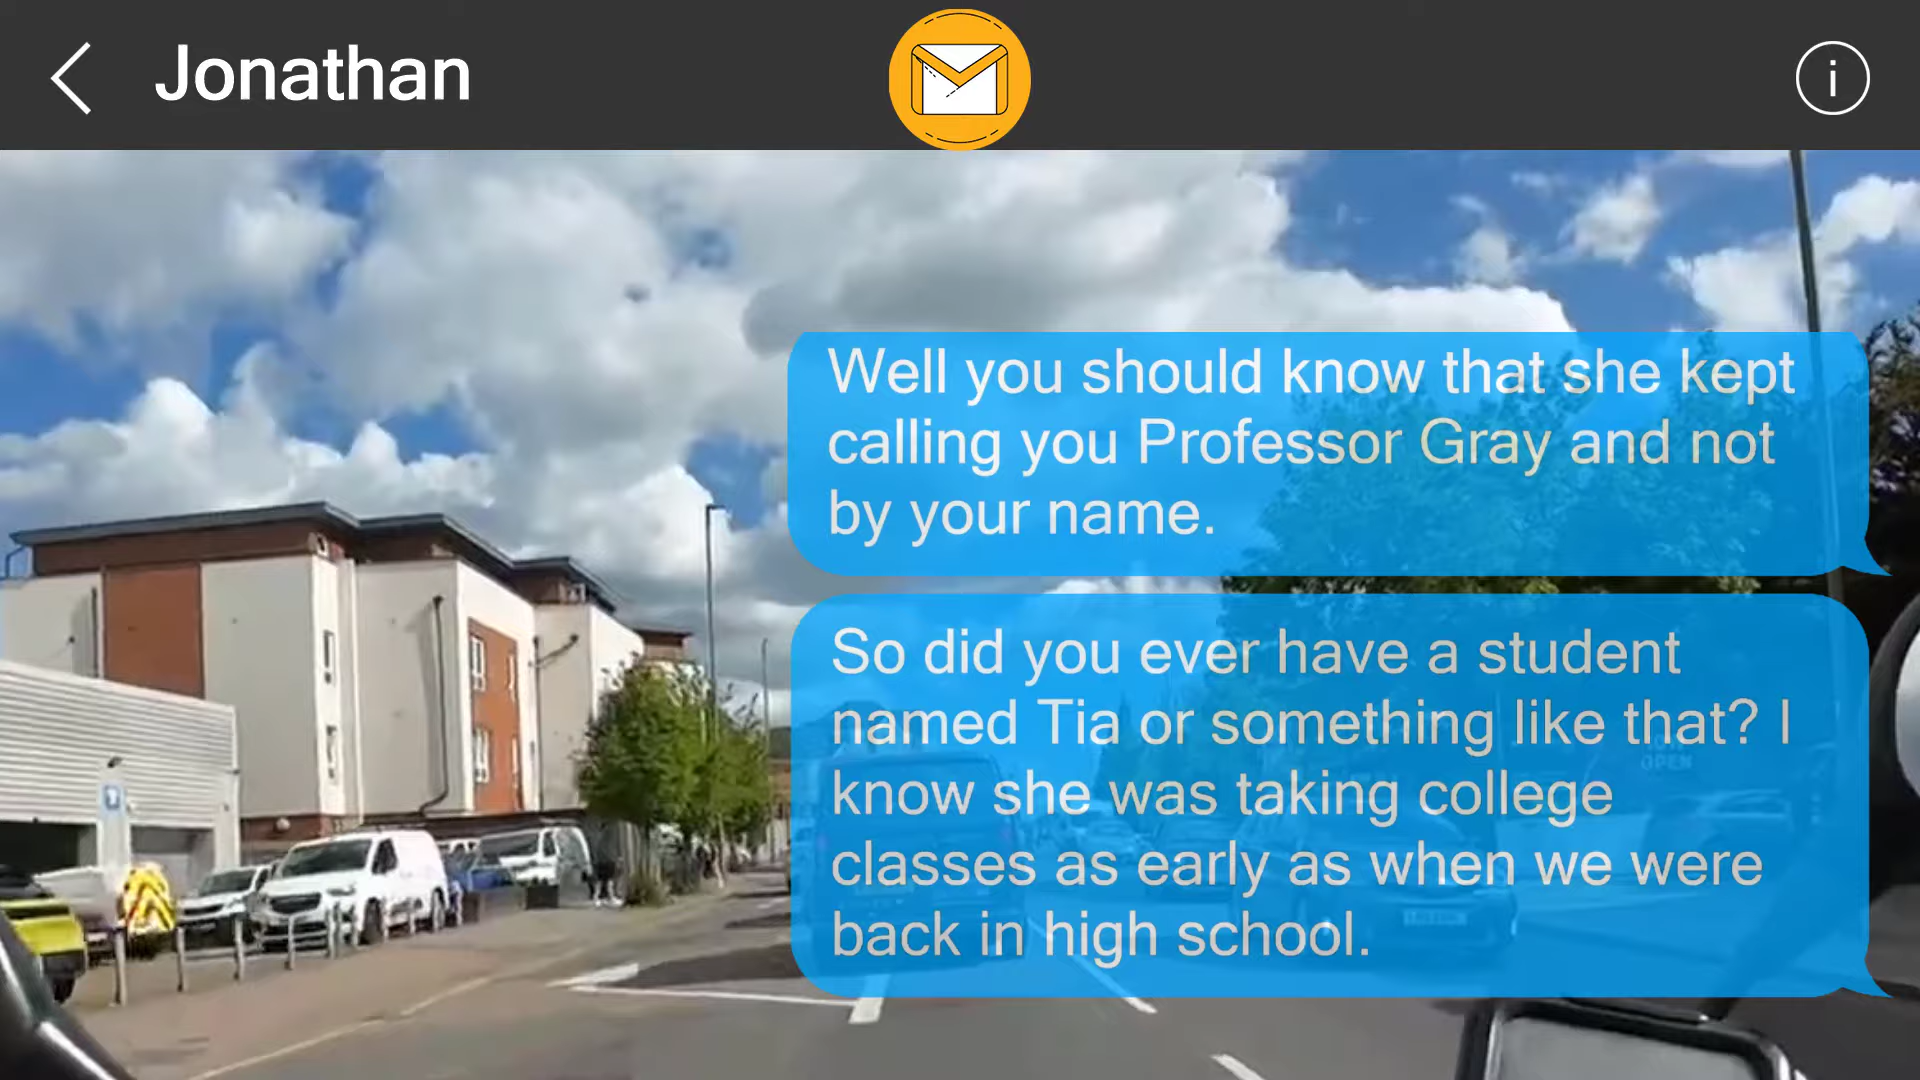 Jonathan
i
Well you should know that she kept
calling you Professor Gray and not
by your name.
So did you ever have a student
named Tia or something like that? I
know she was taking college
classes as early as when we were
back in high school.
OPEN